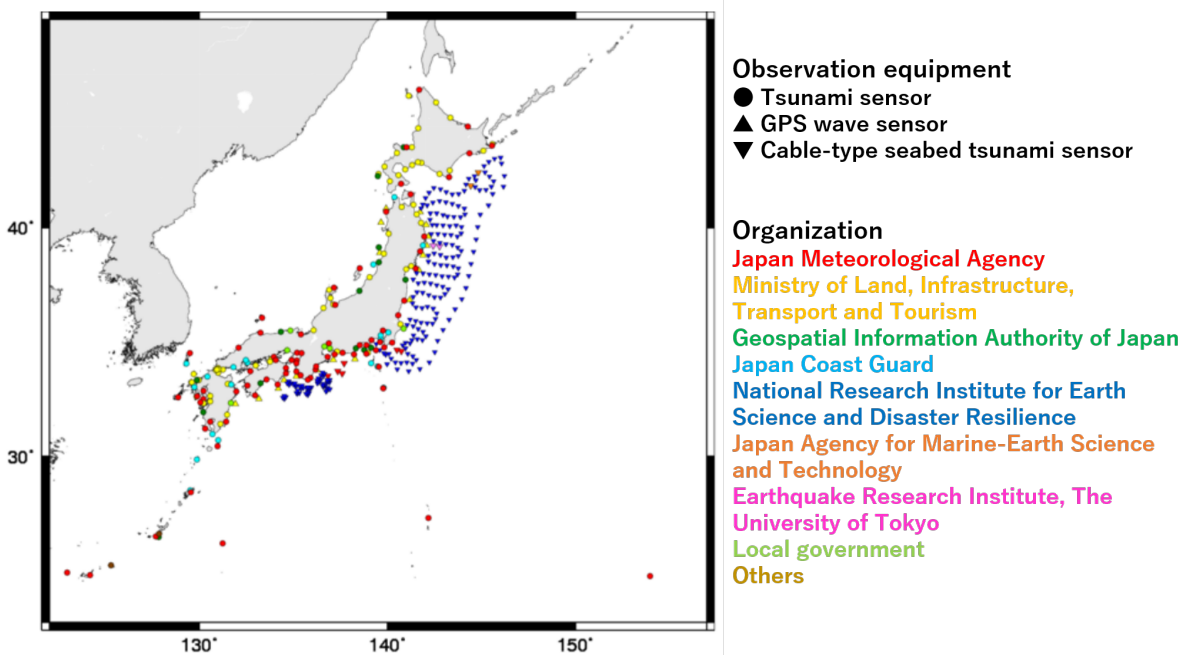 Observation equipment
Tsunami sensor
GPS wave sensor
Cable-type seabed tsunami sensor
Organization
Japan Meteorological Agency
Ministry of Land, Infrastructure,
Transport and Tourism
Geospatial Information Authority of Japan
Japan Coast Guard
National Research Institute for Earth
Science and Disaster Resilience
Japan Agency for Marine-Earth Science
and Technology
Earthquake Research Institute, The
University of Tokyo
Local government
Others
40°
30°
130°
140°
150°